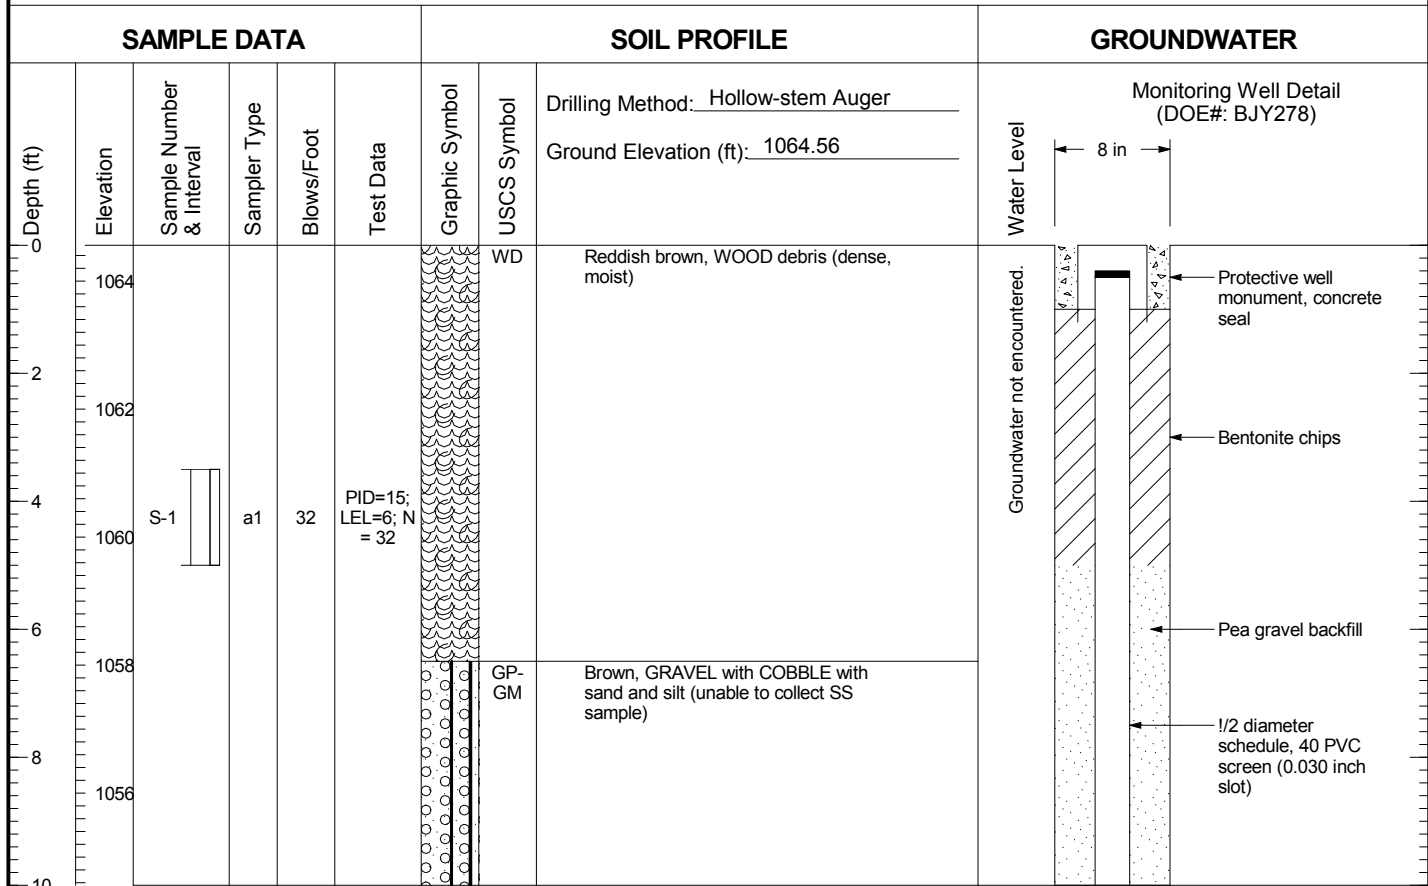 SAMPLE DATA
SOIL PROFILE
GROUNDWATER
Depth (ft)
Elevation
Sample Number
& Interval
Sampler Type
Blows/Foot
Test Data
Graphic Symbol
USCS Symbol
Drilling Method: Hollow-stem Auger
Ground Elevation (ft): 1064.56
Water Level
Monitoring Well Detail
(DOE#: BJY278)
8 in
0
2
4
6
8
10
1064
1062
1060
1058
1056
S-1
a1
32
PID=15;
LEL=6; N
= 32
WD
Reddish brown, WOOD debris (dense,
moist)
GP-
GM
Brown, GRAVEL with COBBLE with
sand and silt (unable to collect SS
sample)
Groundwater not encountered.
Protective well
monument, concrete
seal
Bentonite chips
Pea gravel backfill
!/2 diameter
schedule, 40 PVC
screen (0.030 inch
slot)